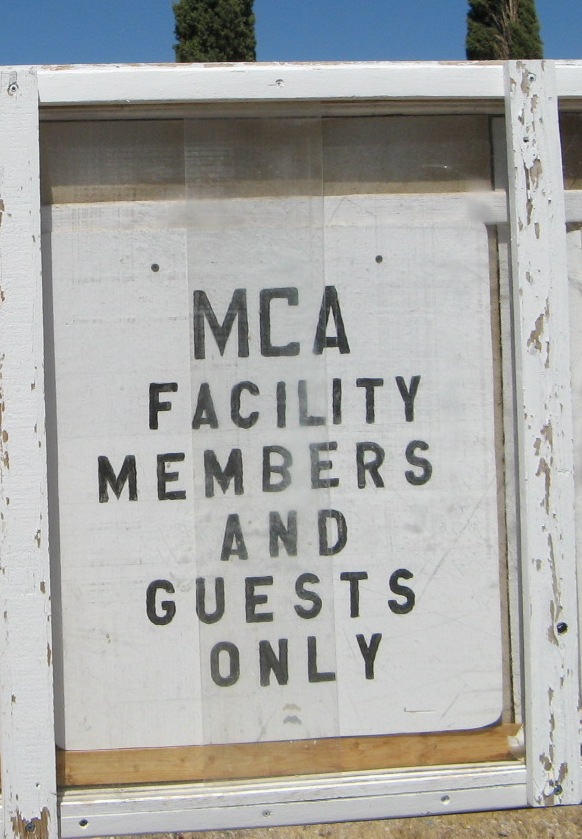 MCA
FACILITY
MEMBERS
AND
GUESTS
ONLY